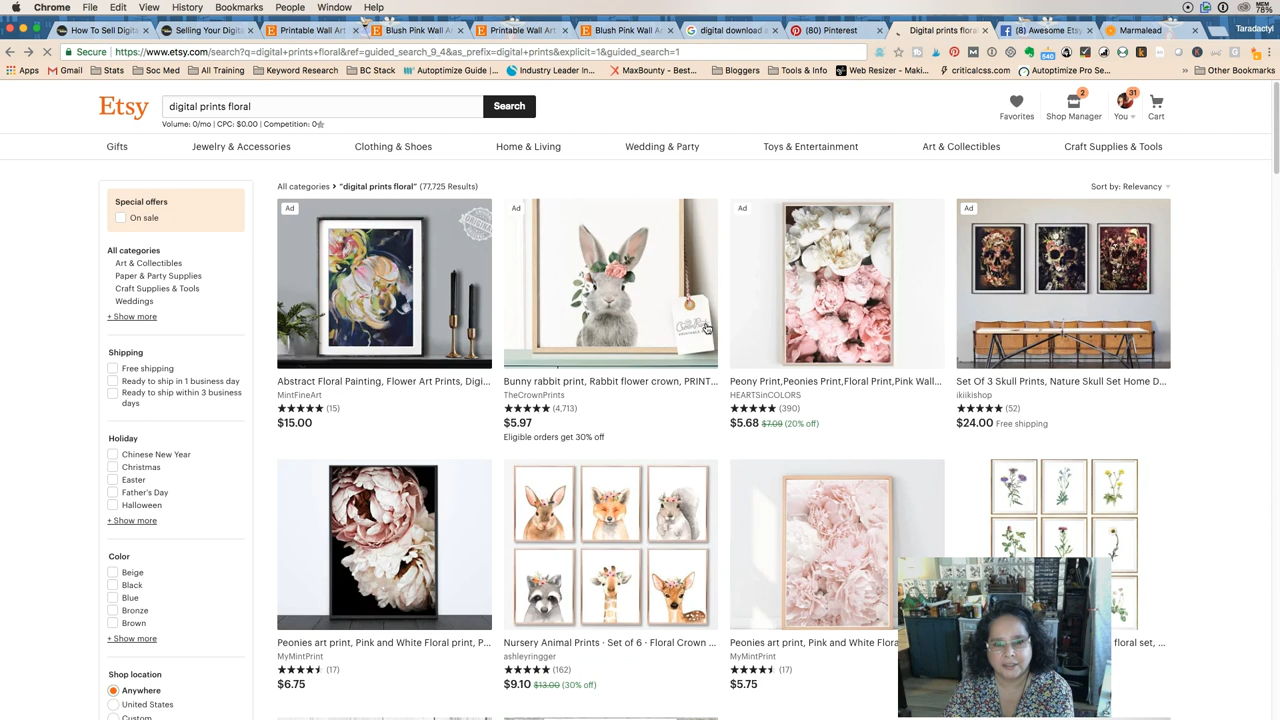 Chrome File Edit View History Bookmarks People Window Help
How To Sell Digital Selling Your Digit Printable Wall Ar Blush Pink Wall A Printable Wall Ar Blush Pink Wall A digital download (80) Pinterest Digital prints flora (8) Awesome Etsy Marmalead Taradactyl
Secure https://www.etsy.com/search?q=digital+prints+floral&ref=guided_search_9_4&as_prefix=digital+prints&explicit=1&guided_search=1
Apps Gmail Stats Soc Med All Training Keyword Research BC Stack Autoptimize Guide |... Industry Leader In... MaxBounty - Best... Bloggers Tools & Info Web Resizer - Maki... criticalcss.com Autoptimize Pro Se... Other Bookmarks
Etsy
digital prints floral
Search
Volume: 0/mo | CPC: $0.00 | Competition: 0
2
31
Favorites Shop Manager You Cart
Gifts Jewelry & Accessories Clothing & Shoes Home & Living Wedding & Party Toys & Entertainment Art & Collectibles Craft Supplies & Tools
All categories > "digital prints floral" (77,725 Results)
Sort by: Relevancy
Special offers
On sale
All categories
Art & Collectibles
Paper & Party Supplies
Craft Supplies & Tools
Weddings
+ Show more
Shipping
Free shipping
Ready to ship in 1 business day
Ready to ship within 3 business
days
Holiday
Chinese New Year
Christmas
Easter
Father's Day
Halloween
+ Show more
Color
Beige
Black
Blue
Bronze
Brown
+ Show more
Shop location
Anywhere
United States
Custom
Ad
Abstract Floral Painting, Flower Art Prints, Digi...
MintFineArt
(15)
$15.00
Ad
Bunny rabbit print, Rabbit flower crown, PRINT...
TheCrownPrints
(4,713)
$5.97
Eligible orders get 30% off
Ad
Peony Print,Peonies Print,Floral Print,Pink Wall...
HEARTSinCOLORS
(390)
$5.68 $7.09 (20% off)
Ad
Set Of 3 Skull Prints, Nature Skull Set Home D...
ikiikishop
(52)
$24.00 Free shipping
Peonies art print, Pink and White Floral print, P...
MyMintPrint
(17)
$6.75
Nursery Animal Prints · Set of 6 · Floral Crown ...
ashleyringger
(162)
$9.10 $13.00 (30% off)
Peonies art print, Pink and White Flora
MyMintPrint
(17)
$5.75
floral set, ...